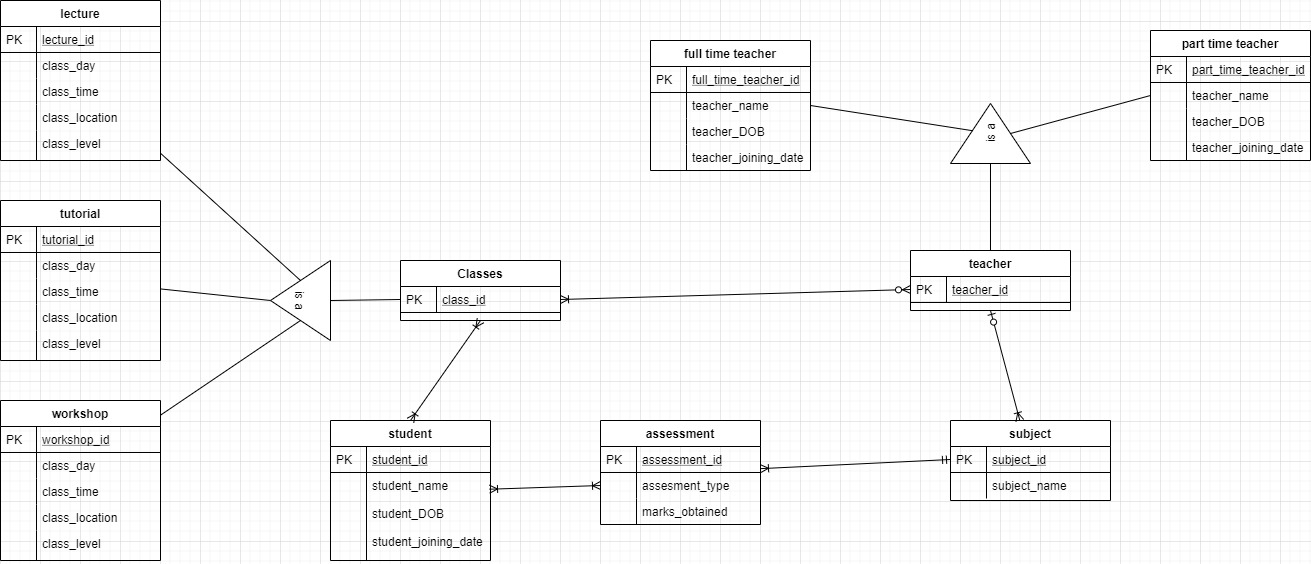 lecture
PK lecture_id
class_day
class_time
class_location
class_level
full time teacher
PK full_time_teacher_id
teacher_name
teacher_DOB
teacher_joining_date
part time teacher
PK part_time_teacher_id
teacher_name
teacher_DOB
teacher_joining_date
is a
tutorial
PK tutorial_id
class_day
class_time
class_location
class_level
is a
Classes
PK class_id
teacher
PK teacher_id
workshop
PK workshop_id
class_day
class_time
class_location
class_level
student
PK student_id
student_name
student_DOB
student_joining_date
assessment
PK assessment_id
assesment_type
marks_obtained
subject
PK subject_id
subject_name